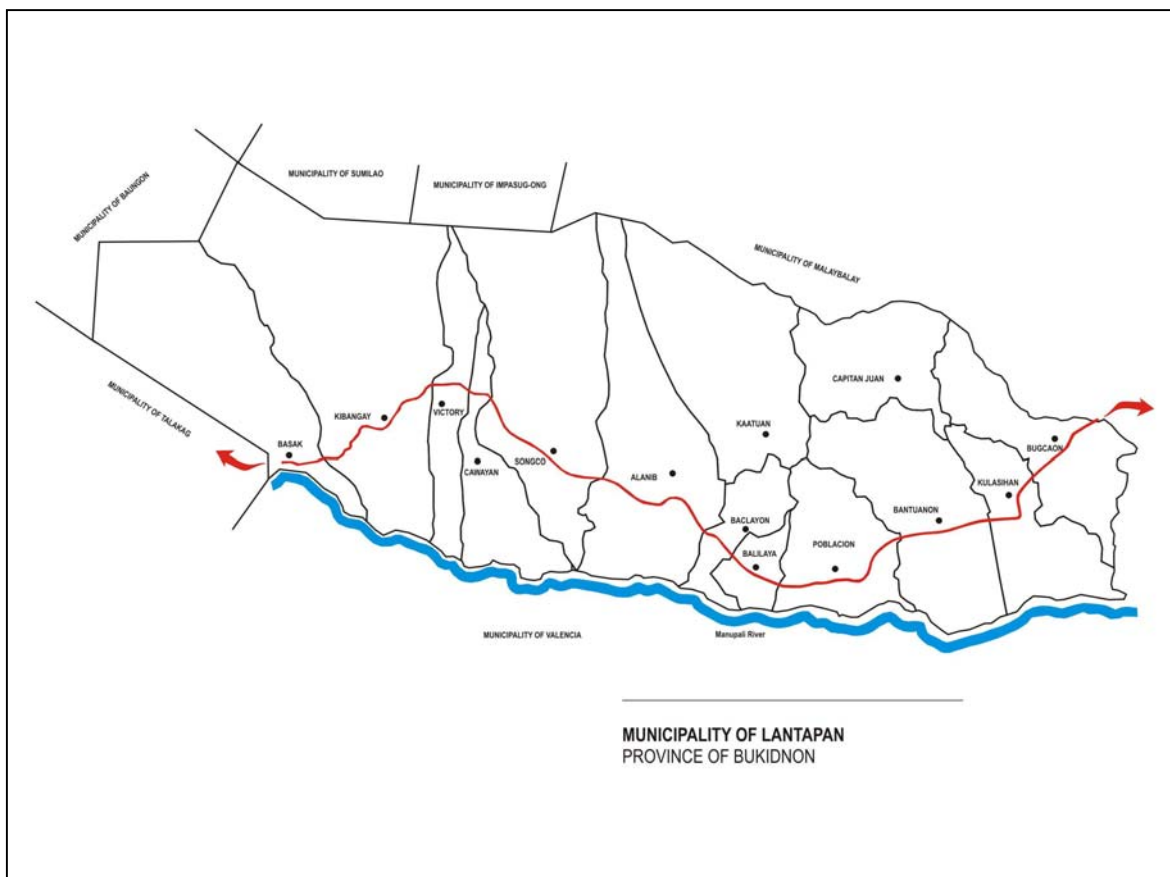 MUNICIPALITY OF BAUNGON
MUNICIPALITY OF SUMILAO
MUNICIPALITY OF IMPASUG-ONG
MUNICIPALITY OF MALAYBALAY
MUNICIPALITY OF TALAKAG
CAPITAN JUAN
KIBANGAY
VICTORY
KAATUAN
BASAK
BUGCAON
SONGCO
CAWAYAN
ALANIB
KULASIHAN
BACLAYON
BANTUANON
POBLACION
BALILAYA
MUNICIPALITY OF VALENCIA
Manupali River
MUNICIPALITY OF LANTAPAN
PROVINCE OF BUKIDNON